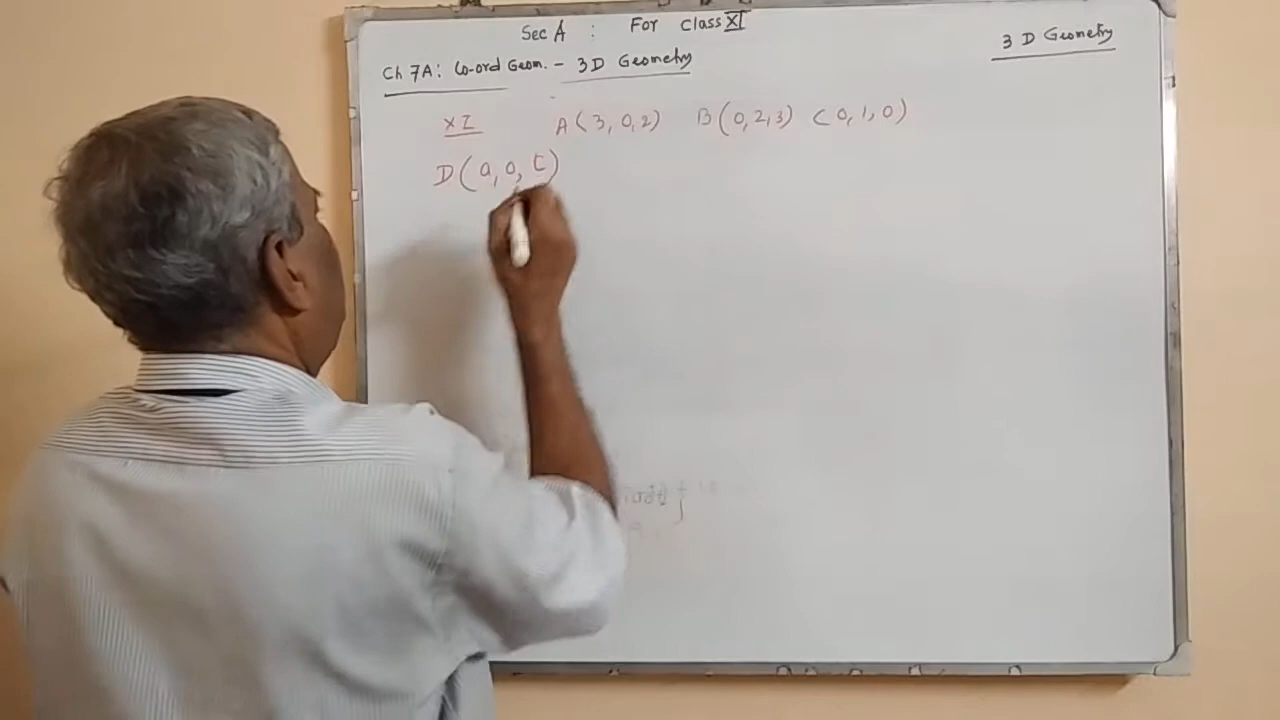 Sec A : For Class XI
3 D Geometry
Ch 7A: Co-ord Geom. - 3D Geometry
XI A(3,0,2) B(0,2,3) C(0,1,0)
D(a,0,c)